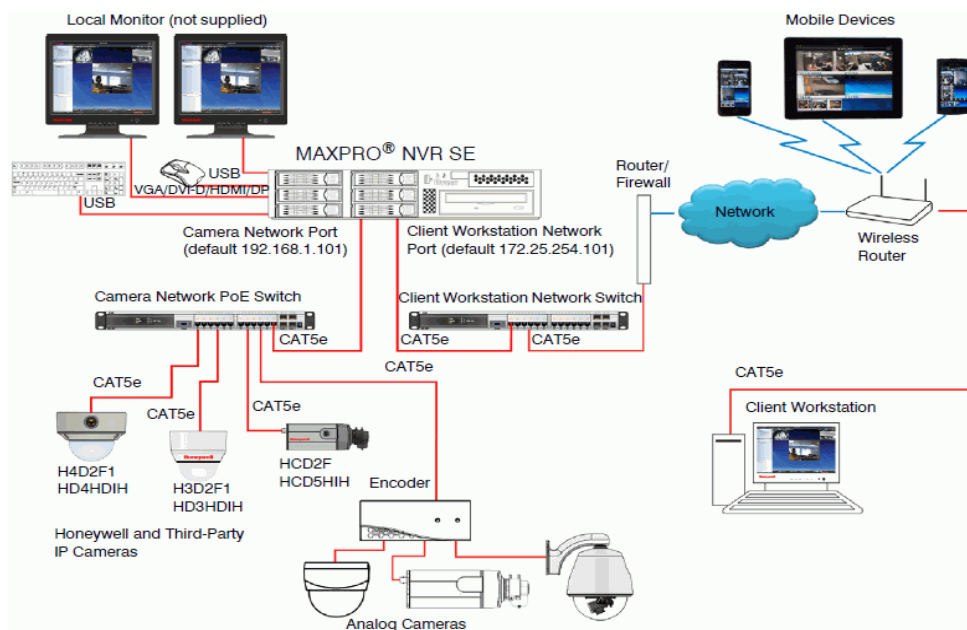 Local Monitor (not supplied)
Mobile Devices
MAXPRO® NVR SE
USB
VGA/DVI-D/HDMI/DP
USB
Router/
Firewall
Network
Wireless
Router
Camera Network Port
(default 192.168.1.101)
Client Workstation Network
Port (default 172.25.254.101)
Camera Network PoE Switch
Client Workstation Network Switch
CAT5e
CAT5e
CAT5e
CAT5e
CAT5e
CAT5e
CAT5e
CAT5e
Client Workstation
H4D2F1
HD4HDIH
Honeywell
H3D2F1
HD3HDIH
HCD2F
HCD5HIH
Honeywell and Third-Party
IP Cameras
Encoder
Analog Cameras